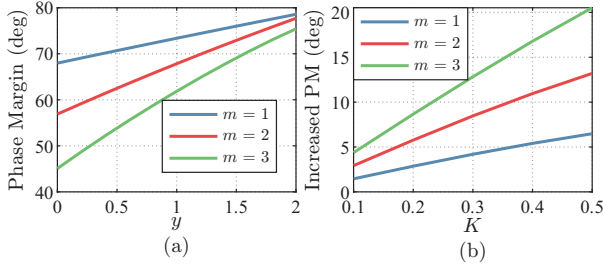 Phase Margin (deg)
80
70
60
50
40
m = 1
m = 2
m = 3
0 0.5 1 1.5 2
y
(a)
Increased PM (deg)
20
15
10
5
0
m = 1
m = 2
m = 3
0.1 0.2 0.3 0.4 0.5
K
(b)